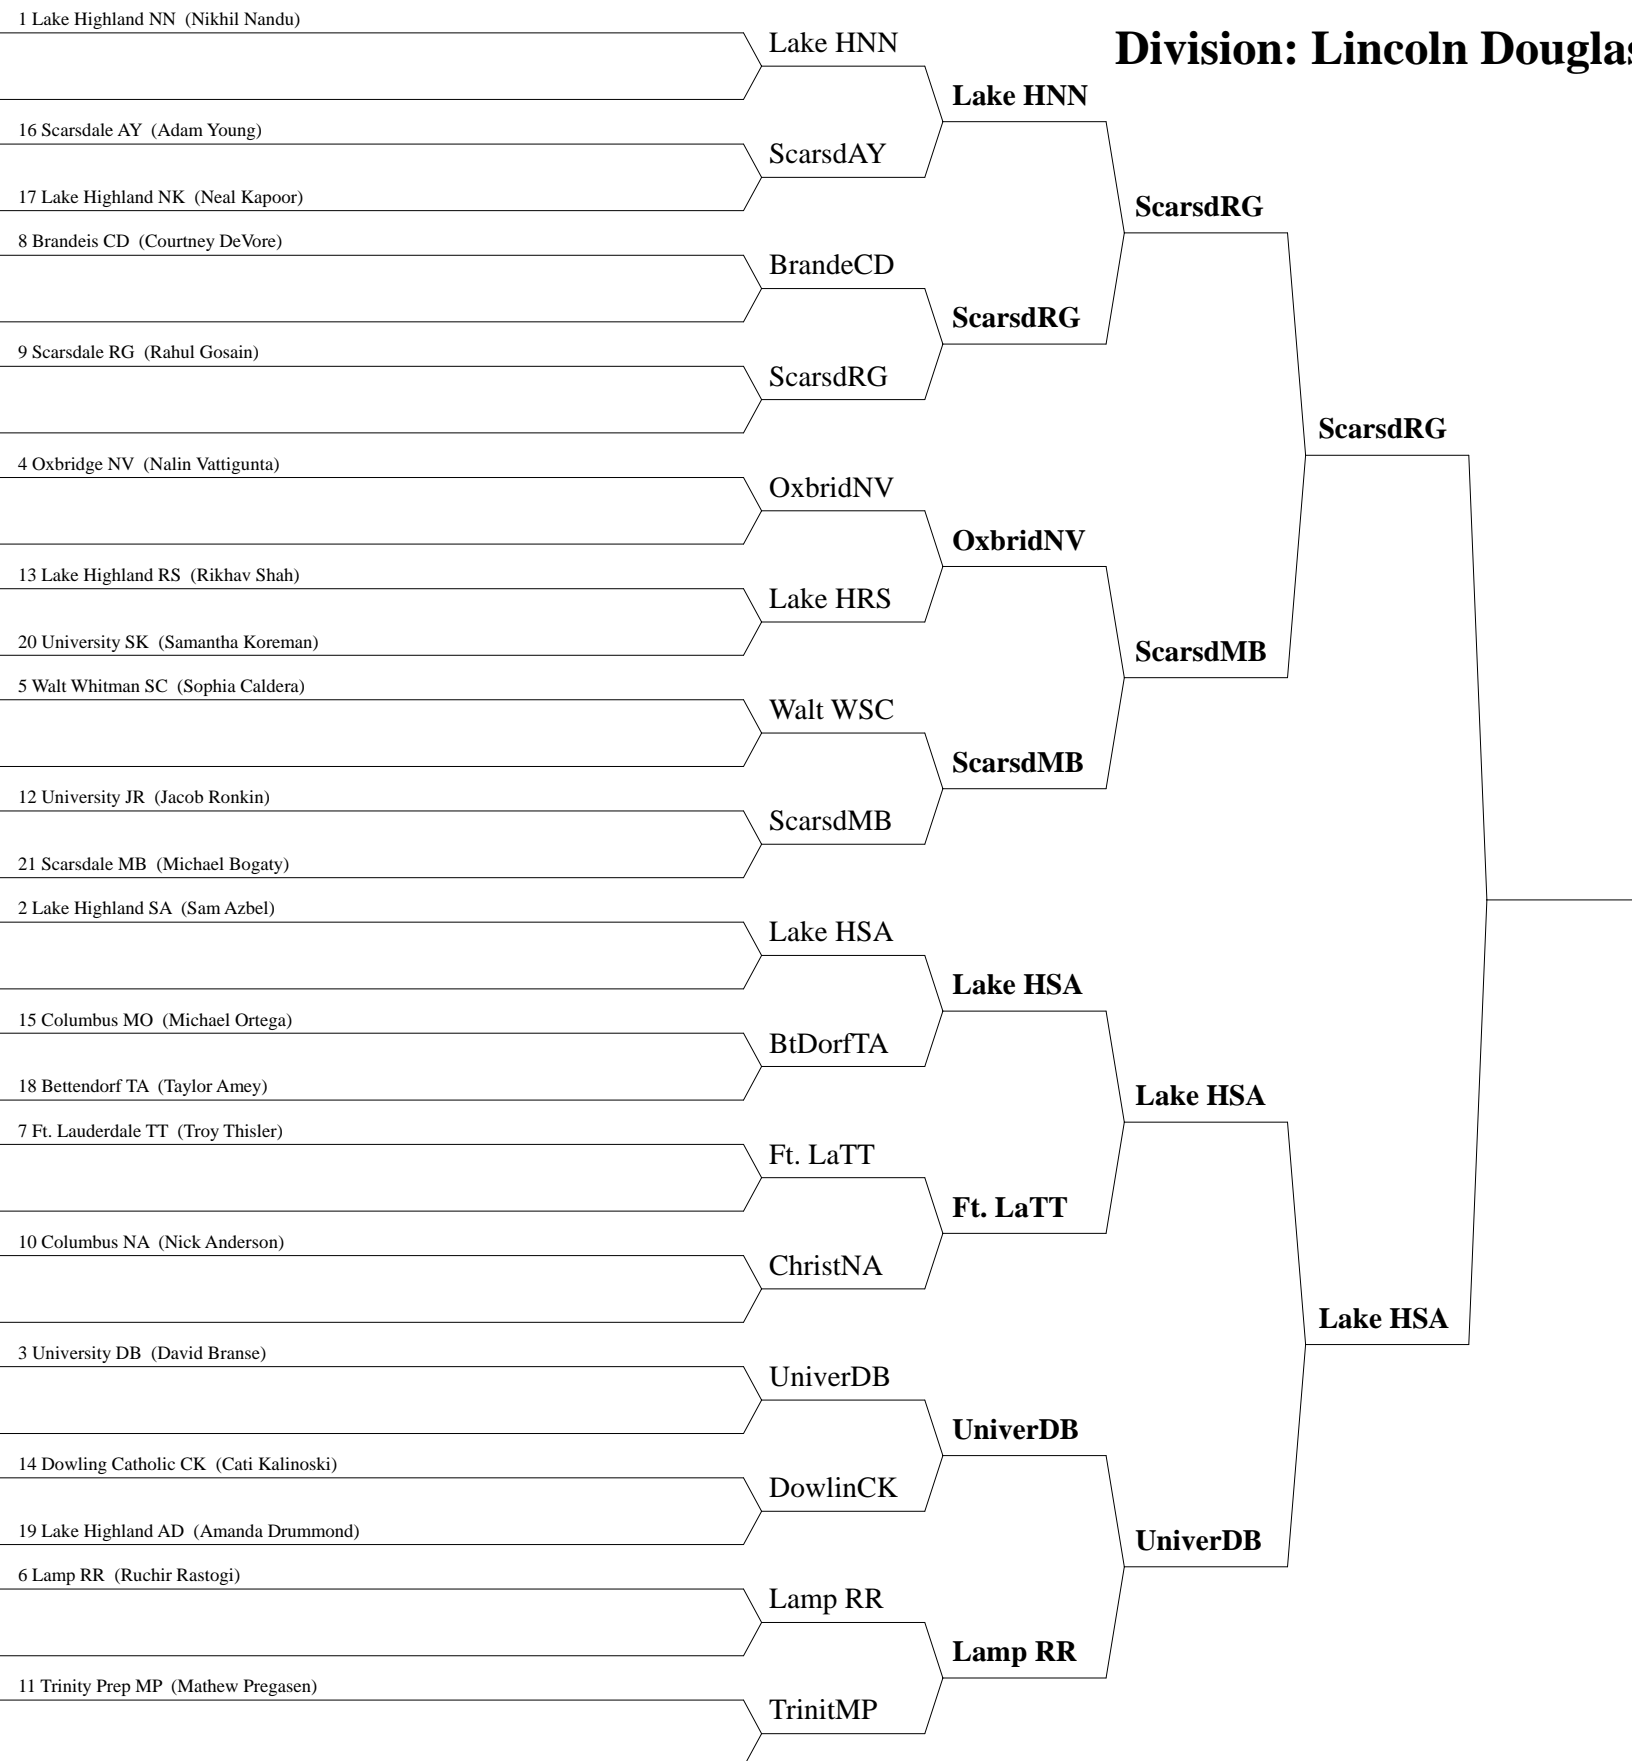 Division: Lincoln Douglas
1 Lake Highland NN (Nikhil Nandu)
16 Scarsdale AY (Adam Young)
17 Lake Highland NK (Neal Kapoor)
8 Brandeis CD (Courtney DeVore)
9 Scarsdale RG (Rahul Gosain)
4 Oxbridge NV (Nalin Vattigunta)
13 Lake Highland RS (Rikhav Shah)
20 University SK (Samantha Koreman)
5 Walt Whitman SC (Sophia Caldera)
12 University JR (Jacob Ronkin)
21 Scarsdale MB (Michael Bogaty)
2 Lake Highland SA (Sam Azbel)
15 Columbus MO (Michael Ortega)
18 Bettendorf TA (Taylor Amey)
7 Ft. Lauderdale TT (Troy Thisler)
10 Columbus NA (Nick Anderson)
3 University DB (David Branse)
14 Dowling Catholic CK (Cati Kalinoski)
19 Lake Highland AD (Amanda Drummond)
6 Lamp RR (Ruchir Rastogi)
11 Trinity Prep MP (Mathew Pregasen)
Lake HNN
ScarsdAY
BrandeCD
ScarsdRG
OxbridNV
Lake HRS
Walt WSC
ScarsdMB
Lake HSA
BtDorfTA
Ft. LaTT
ChristNA
UniverDB
DowlinCK
Lamp RR
TrinitMP
Lake HNN
ScarsdRG
OxbridNV
ScarsdMB
Lake HSA
Ft. LaTT
UniverDB
Lamp RR
ScarsdRG
ScarsdMB
Lake HSA
UniverDB
ScarsdRG
Lake HSA